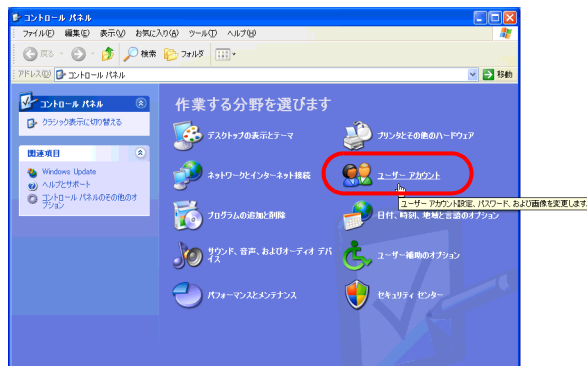 コントロール パネル
ファイル(F) 編集(E) 表示(V) お気に入り(A) ツール(T) ヘルプ(H)
戻る 検索 フォルダ
アドレス(D) コントロール パネル 移動
コントロール パネル
クラシック表示に切り替える
関連項目
Windows Update
ヘルプとサポート
コントロール パネルのその他のオ
プション
作業する分野を選びます
デスクトップの表示とテーマ
プリンタとその他のハードウェア
ネットワークとインターネット接続
ユーザー アカウント
ユーザー アカウント設定、パスワード、および画像を変更します。
プログラムの追加と削除
日付、時刻、地域と言語のオプション
サウンド、音声、およびオーディオ デバ
イス
ユーザー補助のオプション
パフォーマンスとメンテナンス
セキュリティ センター